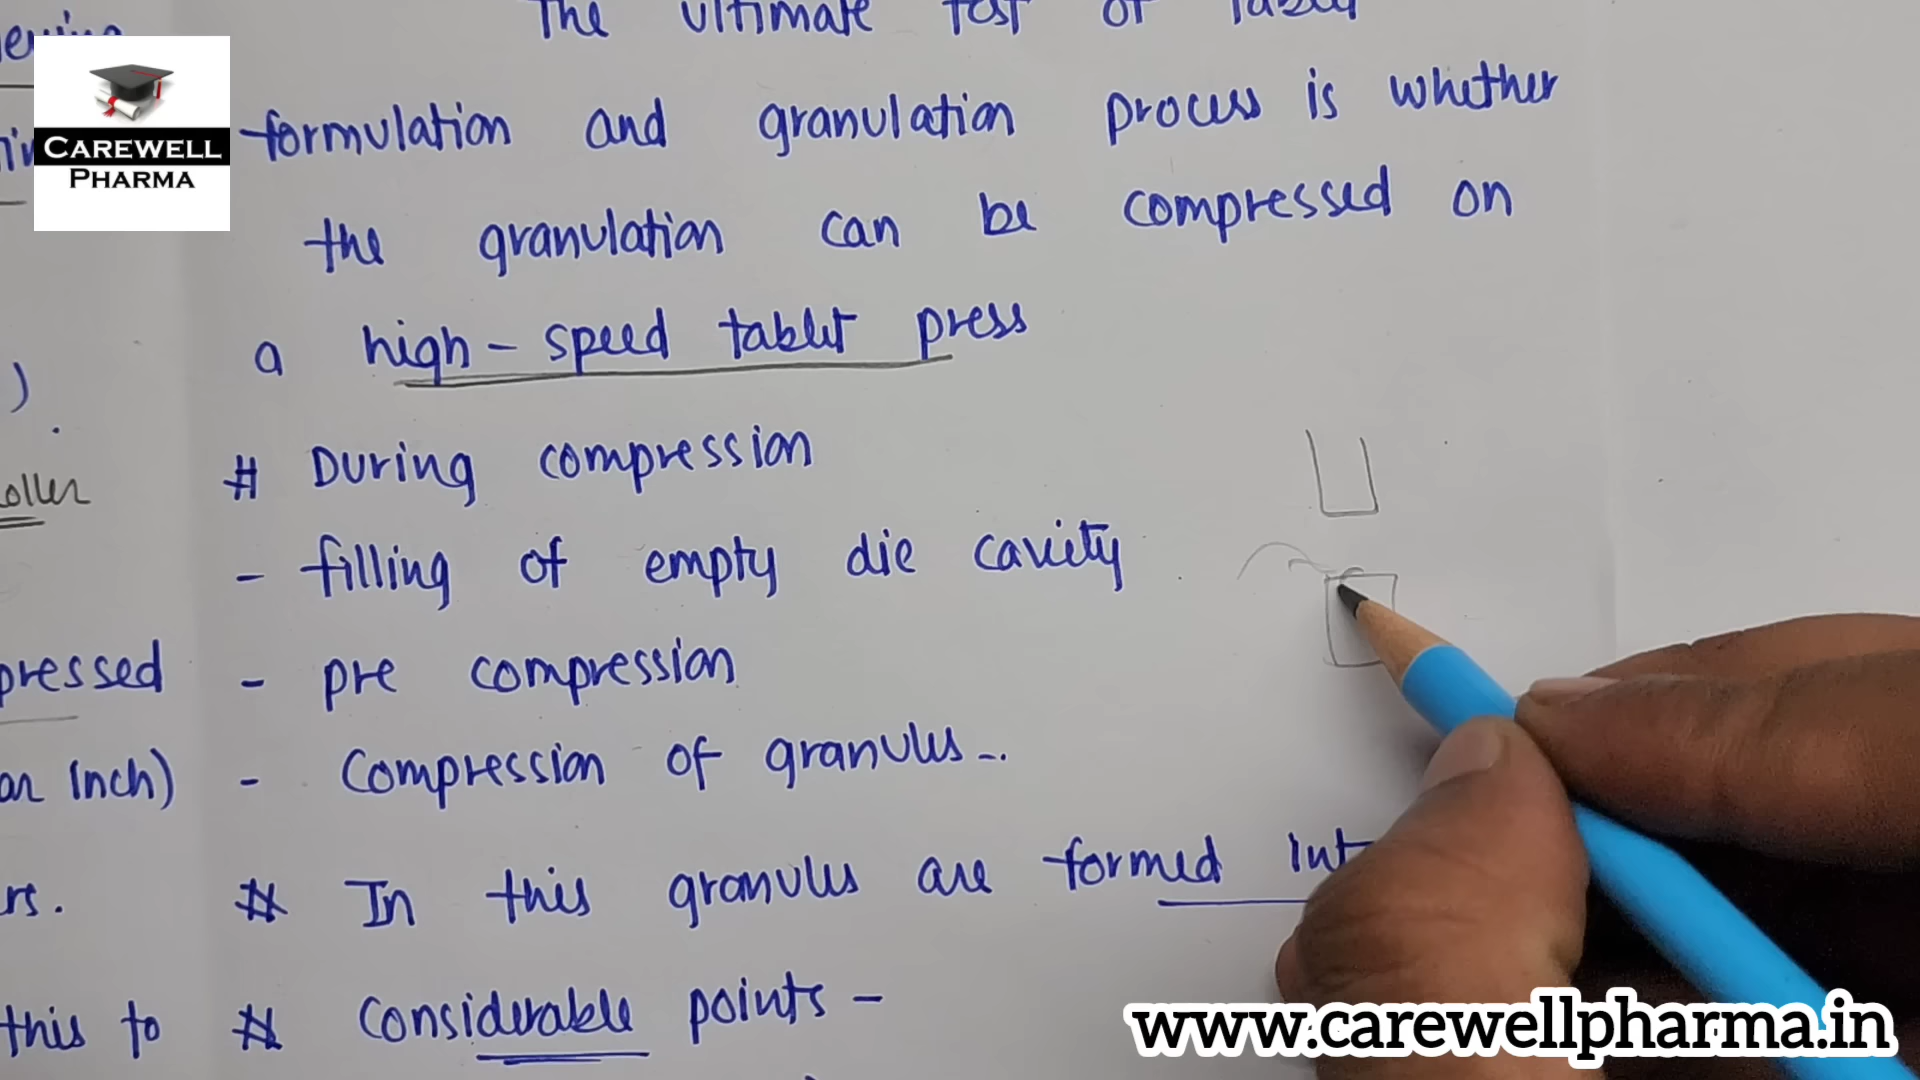 The ultimate test of tablet
formulation and granulation process is whether
the granulation can be compressed on
a high-speed tablet press
# During compression
- filling of empty die cavity
- pre compression
- Compression of granules..
# In this granules are formed
# Considerable points -
)
.
pressed
Inch)
rs.
this to
CAREWELL
PHARMA
www.carewellpharma.in